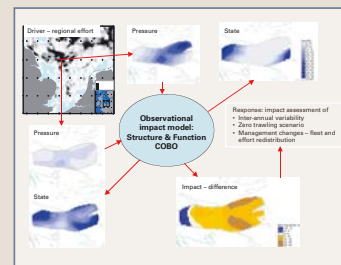 Driver – regional effort
Pressure
State
Observational
impact model:
Structure & Function
COBO
Response: impact assessment of
• Inter-annual variability
• Zero trawling scenario
• Management changes – fleet and
effort redistribution
Pressure
State
Impact – difference